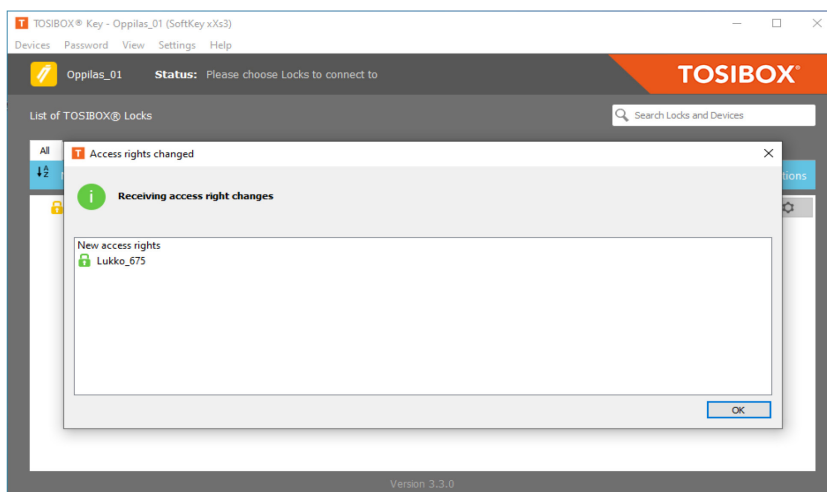 TOSIBOX® Key - Oppilas_01 (SoftKey xXs3)
Devices Password View Settings Help
Oppilas_01 Status: Please choose Locks to connect to
TOSIBOX®
List of TOSIBOX® Locks
Search Locks and Devices
All
Access rights changed
Receiving access right changes
New access rights
Lukko_675
OK
Version 3.3.0